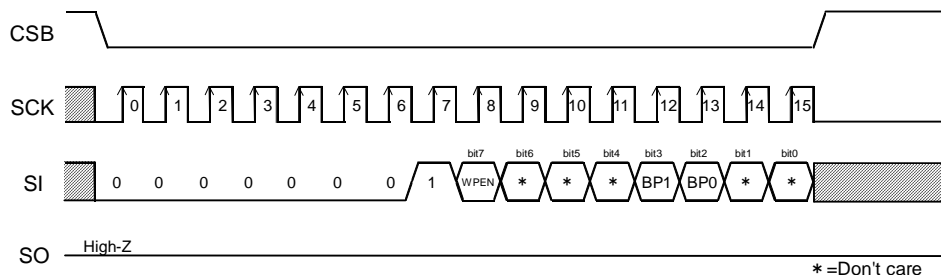 CSB
SCK 0 1 2 3 4 5 6 7 8 9 10 11 12 13 14 15
bit7 bit6 bit5 bit4 bit3 bit2 bit1 bit0
SI 0 0 0 0 0 0 0 1 WPEN * * * BP1 BP0 * *
High-Z
SO
*=Don't care